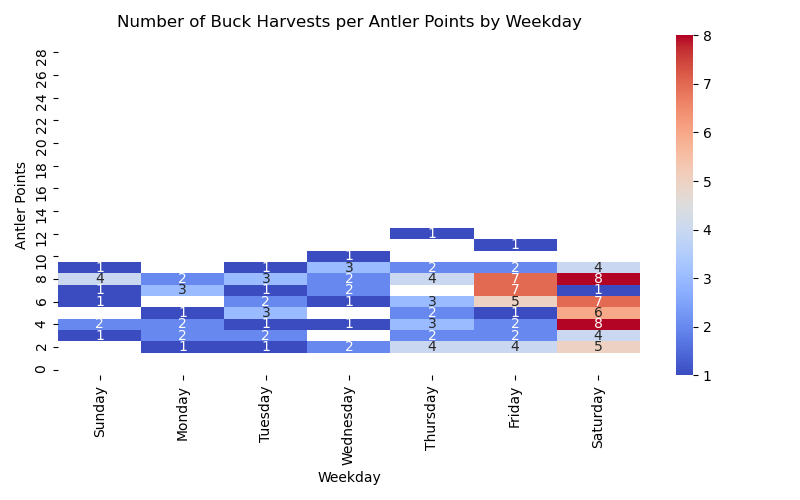 Number of Buck Harvests per Antler Points by Weekday
Antler Points
28
26
24
22
20
18
16
14
12
10
8
6
4
2
0
1
1
1
1 1 3 2 2 4
4 2 3 2 4 7 8
1 3 1 2 7 1
1 2 1 3 5 7
1 3 2 1 6
2 2 1 1 3 2 8
1 2 2 2 2 4
1 1 2 4 4 5
Sunday
Monday
Tuesday
Wednesday
Thursday
Friday
Saturday
Weekday
8
7
6
5
4
3
2
1